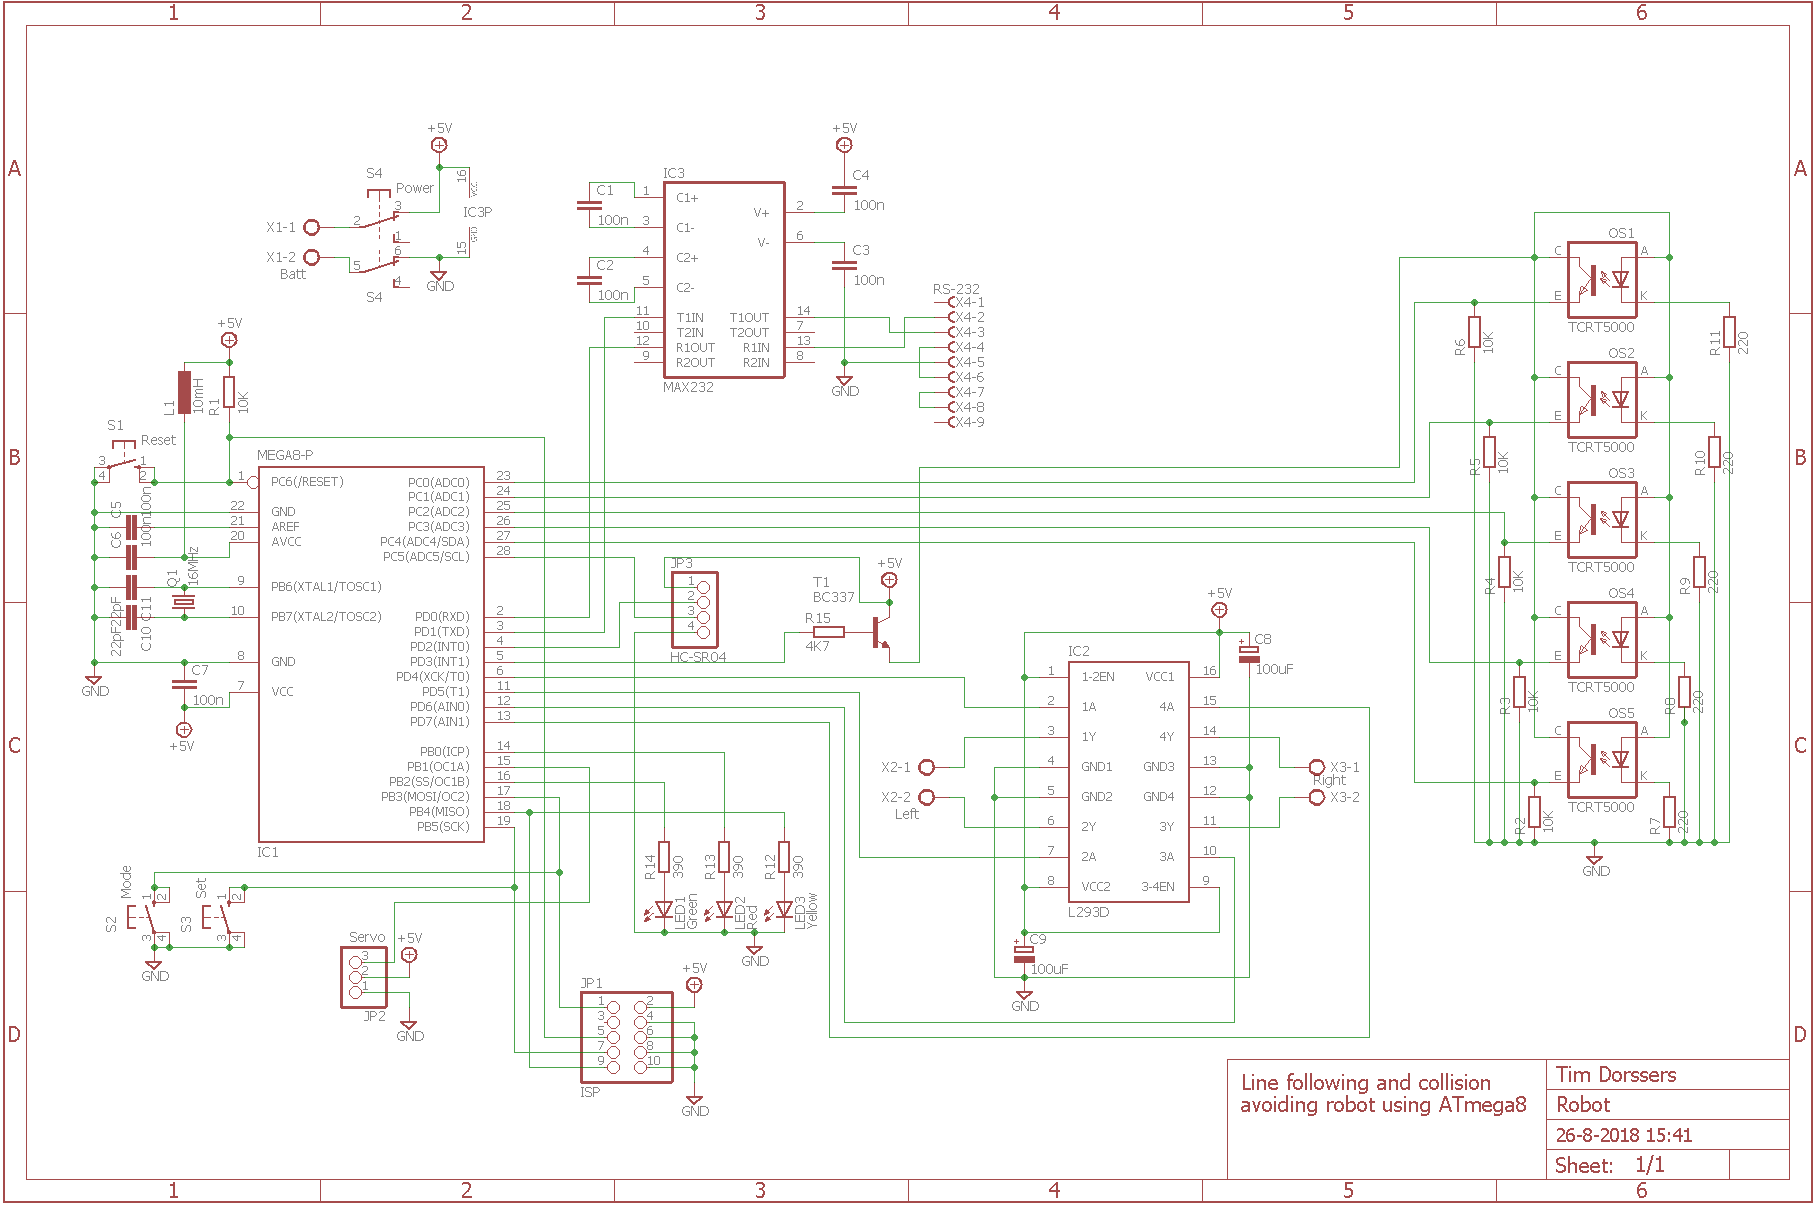 1 2 3 4 5 6
A A
B B
C C
D D
+5V
S4
Power
3
2
1
6
5
4
X1-1
X1-2
Batt
S4
16
VCC
IC3P
15
GND
GND
IC3
C1
100n
C2
100n
1 C1+
3 C1-
4 C2+
5 C2-
11 T1IN
10 T2IN
12 R1OUT
9 R2OUT
V+ 2
V- 6
T1OUT 14
T2OUT 7
R1IN 13
R2IN 8
MAX232
+5V
C4
100n
C3
100n
GND
RS-232
X4-1
X4-2
X4-3
X4-4
X4-5
X4-6
X4-7
X4-8
X4-9
OS1
C A
E K
TCRT5000
OS2
C A
E K
TCRT5000
OS3
C A
E K
TCRT5000
OS4
C A
E K
TCRT5000
OS5
C A
E K
TCRT5000
R6 10K
R5 10K
R4 10K
R3 10K
R2 10K
R11 220
R10 220
R9 220
R8 220
R7 220
GND
+5V
L1 10mH
R1 10K
S1
Reset
3 1
4 2
C5 100n
C6 100n
Q1 16MHz
22pF C11
22pF C10
GND
C7
100n
+5V
MEGA8-P
1 PC6(/RESET)
22 GND
21 AREF
20 AVCC
9 PB6(XTAL1/TOSC1)
10 PB7(XTAL2/TOSC2)
8 GND
7 VCC
PC0(ADC0) 23
PC1(ADC1) 24
PC2(ADC2) 25
PC3(ADC3) 26
PC4(ADC4/SDA) 27
PC5(ADC5/SCL) 28
PD0(RXD) 2
PD1(TXD) 3
PD2(INT0) 4
PD3(INT1) 5
PD4(XCK/T0) 6
PD5(T1) 11
PD6(AIN0) 12
PD7(AIN1) 13
PB0(ICP) 14
PB1(OC1A) 15
PB2(SS/OC1B) 16
PB3(MOSI/OC2) 17
PB4(MISO) 18
PB5(SCK) 19
IC1
JP3
1
2
3
4
HC-SR04
T1
BC337
R15
4K7
+5V
+5V
C8
100uF
IC2
1 1-2EN
2 1A
3 1Y
4 GND1
5 GND2
6 2Y
7 2A
8 VCC2
VCC1 16
4A 15
4Y 14
GND3 13
GND4 12
3Y 11
3A 10
3-4EN 9
L293D
X2-1
X2-2
Left
X3-1
Right
X3-2
C9
100uF
GND
R14 390
R13 390
R12 390
LED1 Green
LED2 Red
LED3 Yellow
GND
Mode
S2
1 2
3 4
Set
S3
1 2
3 4
GND
Servo
+5V
3
2
1
JP2
GND
JP1
+5V
1 2
3 4
5 6
7 8
9 10
ISP
GND
Line following and collision
avoiding robot using ATmega8
Tim Dorssers
Robot
26-8-2018 15:41
Sheet: 1/1
1 2 3 4 5 6